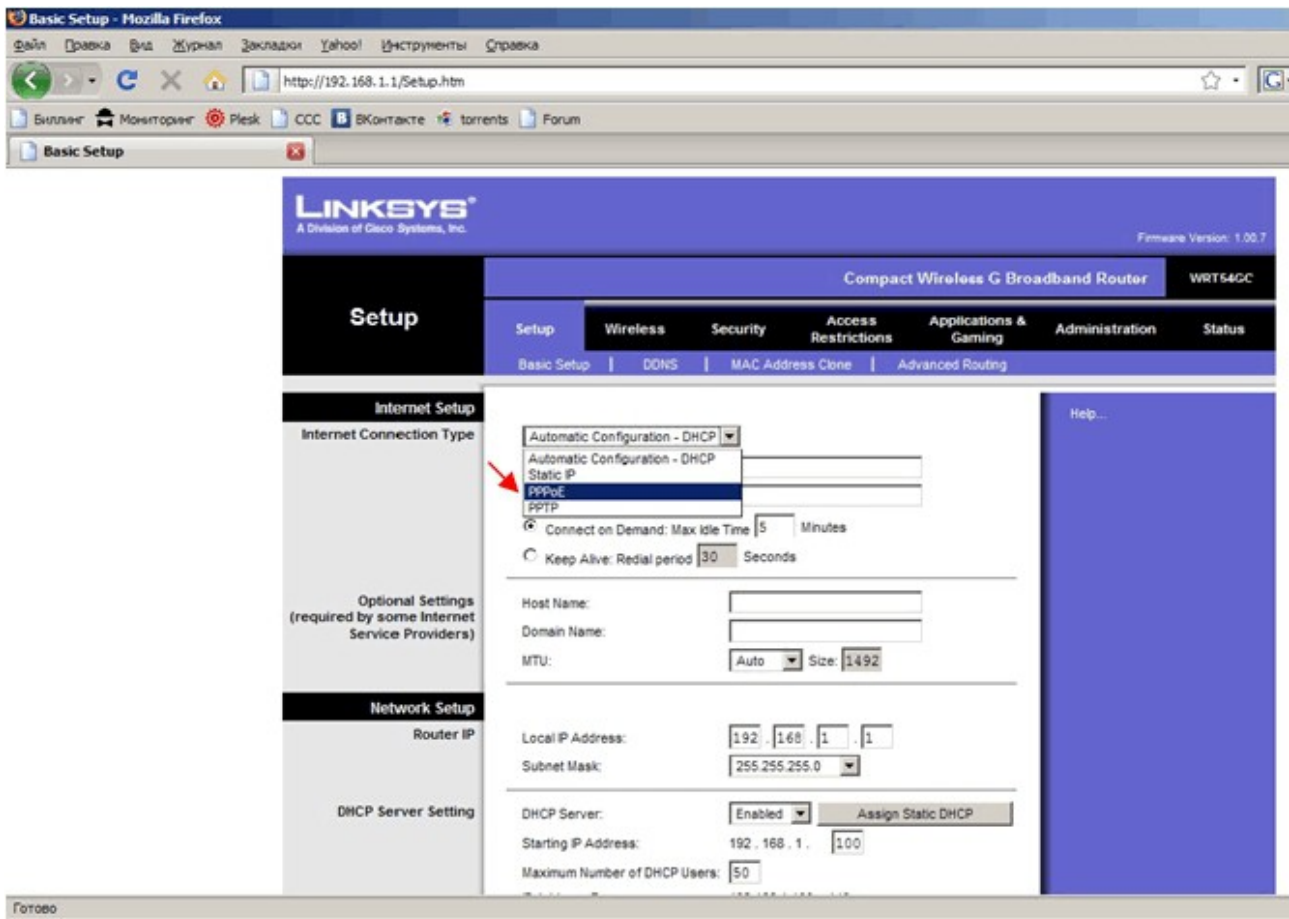 Basic Setup - Mozilla Firefox
Файл Правка Вид Журнал Закладки Yahoo! Инструменты Справка
http://192.168.1.1/Setup.htm
Биллинг Мониторинг Plesk CCC ВКонтакте torrents Forum
Basic Setup
LINKSYS®
A Division of Cisco Systems, Inc.
Firmware Version: 1.00.7
Compact Wireless G Broadband Router WRT54GC
Setup
Setup Wireless Security Access Restrictions Applications & Gaming Administration Status
Basic Setup | DDNS | MAC Address Clone | Advanced Routing
Internet Setup
Help...
Internet Connection Type
Automatic Configuration - DHCP
Automatic Configuration - DHCP
Static IP
PPPoE
PPTP
Connect on Demand: Max Idle Time 5 Minutes
Keep Alive: Redial period 30 Seconds
Optional Settings
(required by some Internet
Service Providers)
Host Name:
Domain Name:
MTU: Auto Size: 1492
Network Setup
Router IP
Local IP Address: 192 . 168 . 1 . 1
Subnet Mask: 255.255.255.0
DHCP Server Setting
DHCP Server: Enabled Assign Static DHCP
Starting IP Address: 192 . 168 . 1 . 100
Maximum Number of DHCP Users: 50
Готово